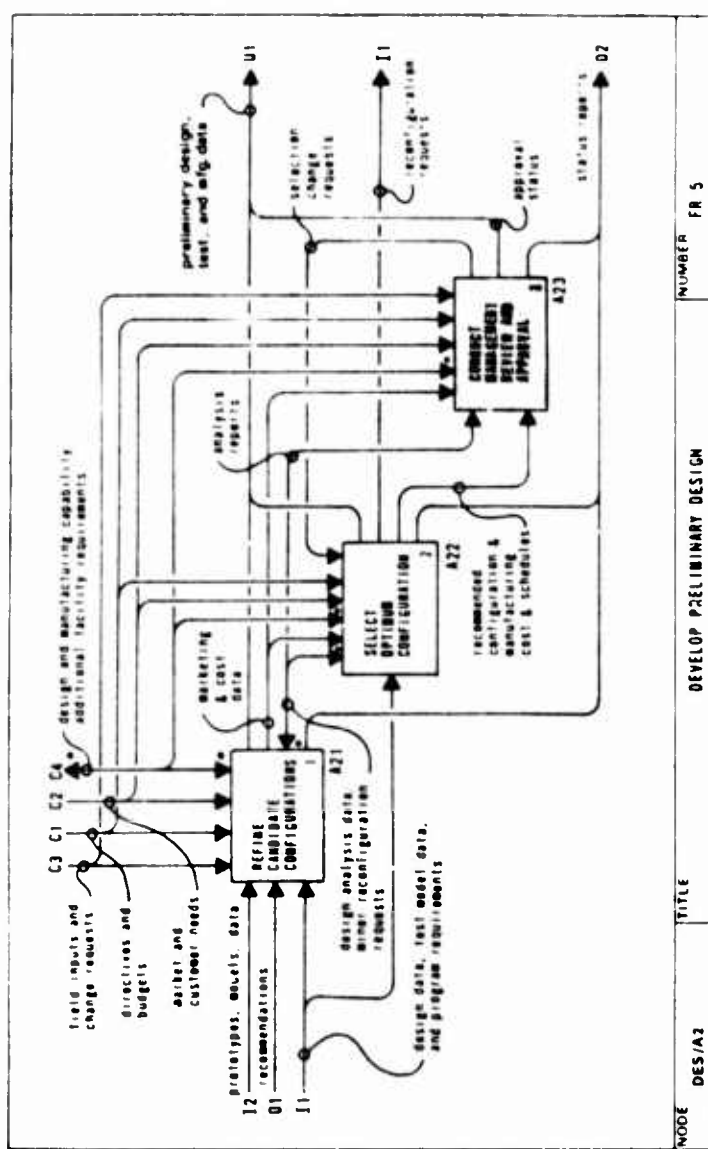 C3
C1
C2
C4
field inputs and
change requests
directives and
budgets
market and
customer needs
design and manufacturing capability
additional facility requirements
I2
prototypes, models, data
O1
recommendations
I1
design data, test model data,
and program requirements
REFINE
CANDIDATE
CONFIGURATIONS
1
A21
marketing
& cost
data
design analysis data,
minor reconfiguration
requests
SELECT
OPTIMUM
CONFIGURATION
2
A22
analysis
reports
recommended
configuration &
manufacturing
cost & schedules
CONDUCT
MANAGEMENT
REVIEW AND
APPROVAL
A23
selection
change
requests
preliminary design,
test, and mfg. data
reconfiguration
requests
approval
status
status reports
O1
I1
O2
NODE
DES/A2
TITLE
DEVELOP PRELIMINARY DESIGN
NUMBER
FR 5